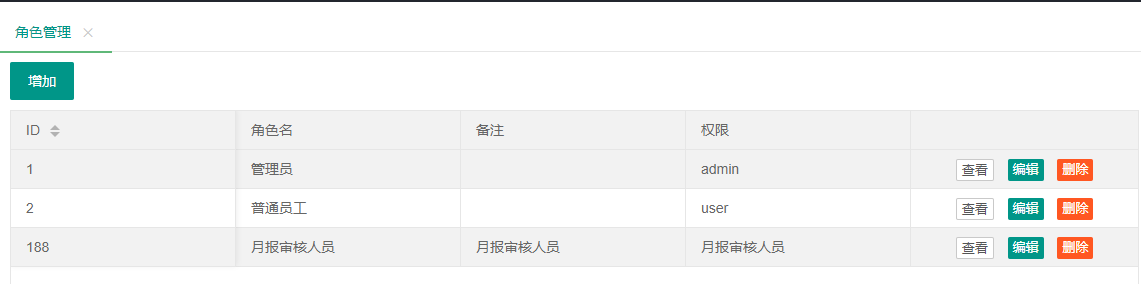 角色管理
增加
ID 角色名 备注 权限
1 管理员 admin 查看 编辑 删除
2 普通员工 user 查看 编辑 删除
188 月报审核人员 月报审核人员 月报审核人员 查看 编辑 删除